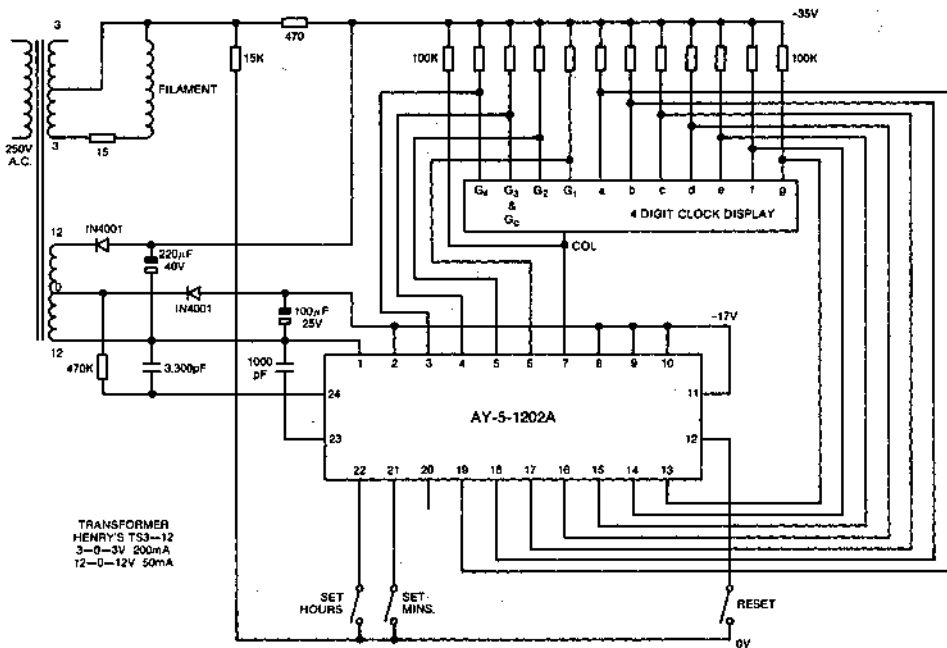 3
470
-35V
15K
100K
100K
FILAMENT
3
15
250V
A.C.
G4
G3
&
GC
G2
G1
a
b
c
d
e
f
g
4 DIGIT CLOCK DISPLAY
COL
12
IN4001
220µF
40V
0
IN4001
100µF
25V
-17V
12
470K
3,300pF
1000
pF
1
2
3
4
5
6
7
8
9
10
24
11
AY-5-1202A
23
12
22
21
20
19
18
17
16
15
14
13
TRANSFORMER
HENRY'S TS3–12
3–0–3V 200mA
12–0–12V 50mA
SET
HOURS
SET
MINS.
RESET
0V